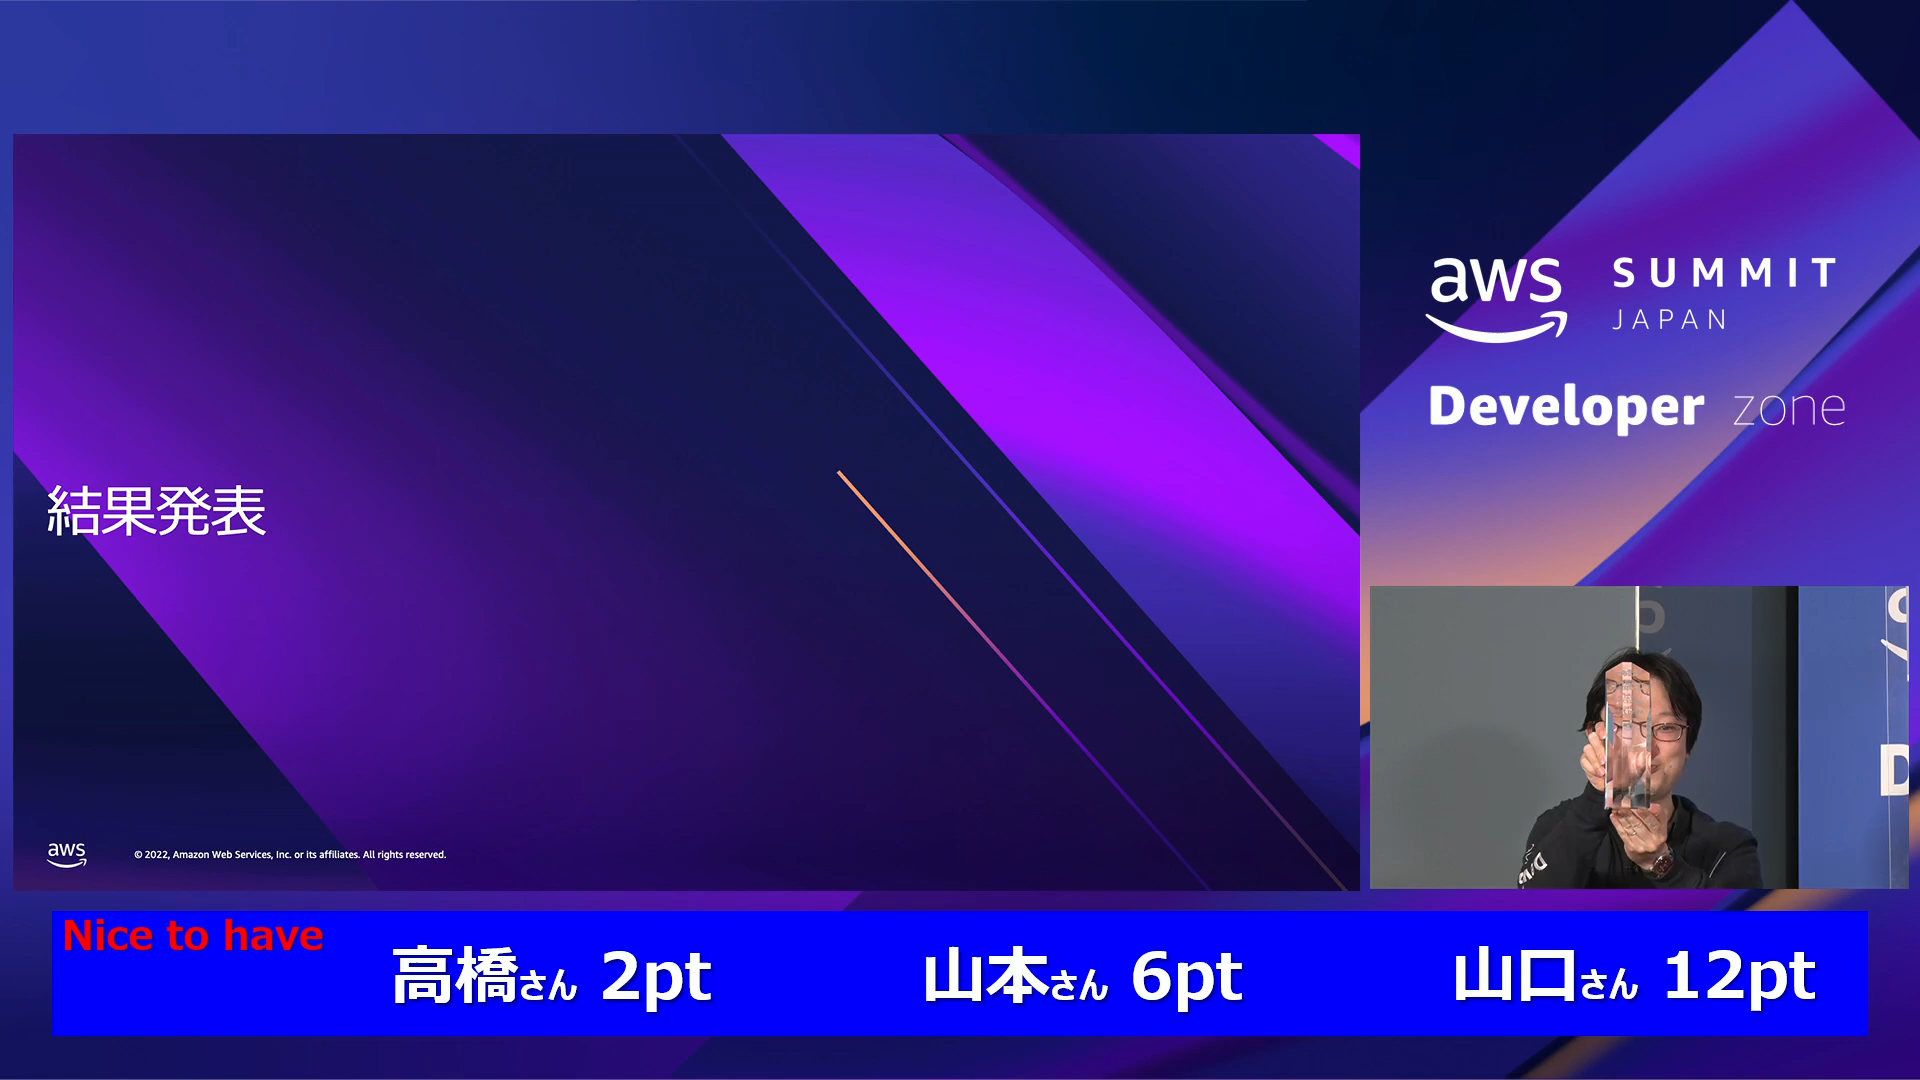 結果発表
aws
© 2022, Amazon Web Services, Inc. or its affiliates. All rights reserved.
aws SUMMIT
JAPAN
Developer zone
Nice to have
高橋さん 2pt
山本さん 6pt
山口さん 12pt